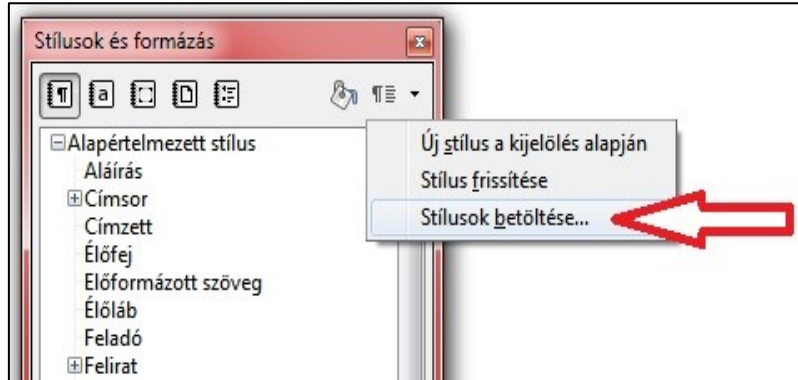 Stílusok és formázás
Új stílus a kijelölés alapján
Stílus frissítése
Stílusok betöltése...
Alapértelmezett stílus
Aláírás
Címsor
Címzett
Élőfej
Előformázott szöveg
Élőláb
Feladó
Felirat